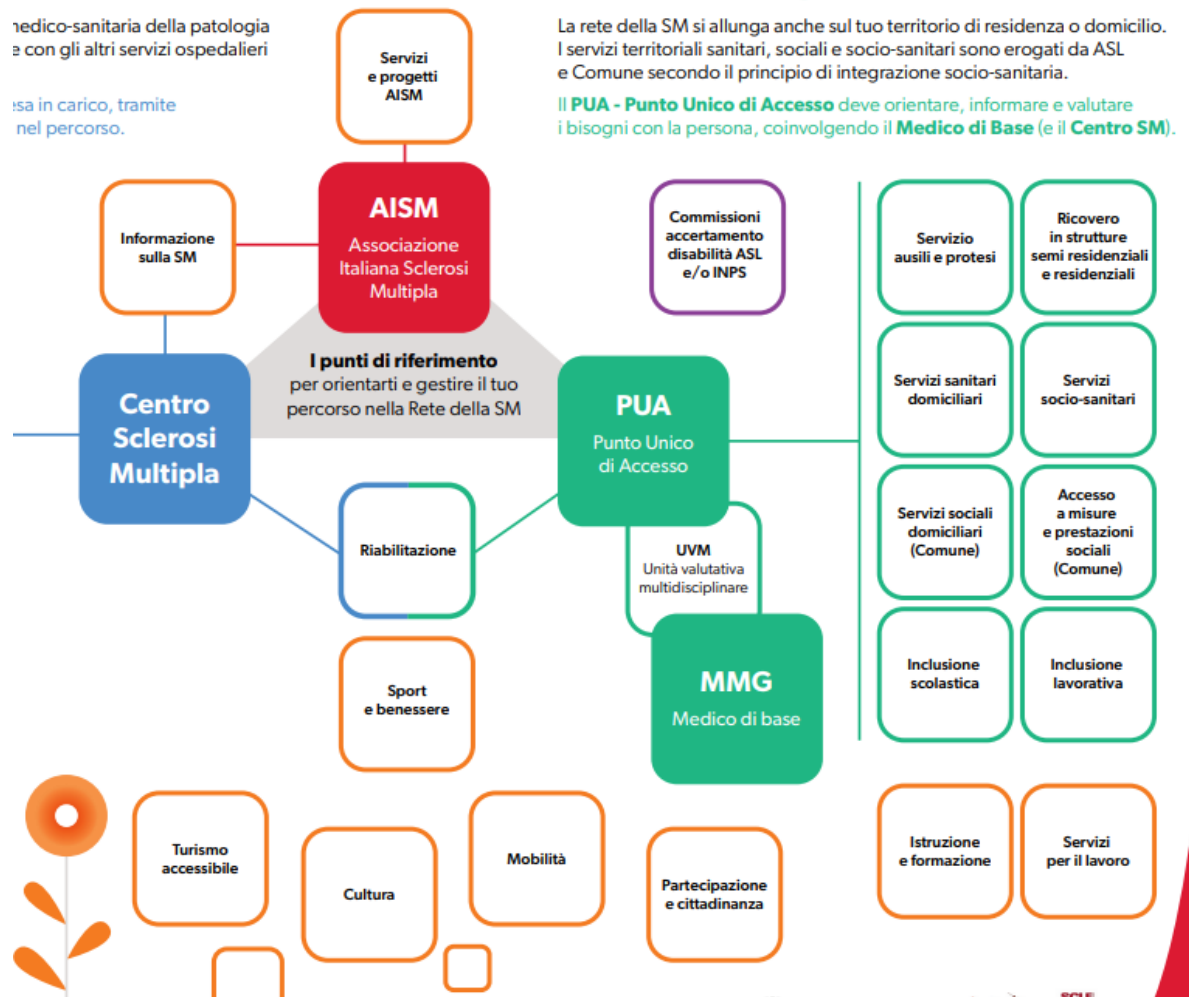 medico-sanitaria della patologia
e con gli altri servizi ospedalieri
esa in carico, tramite
nel percorso.
La rete della SM si allunga anche sul tuo territorio di residenza o domicilio.
I servizi territoriali sanitari, sociali e socio-sanitari sono erogati da ASL
e Comune secondo il principio di integrazione socio-sanitaria.
Il PUA - Punto Unico di Accesso deve orientare, informare e valutare
i bisogni con la persona, coinvolgendo il Medico di Base (e il Centro SM).
Servizi
e progetti
AISM
AISM
Associazione
Italiana Sclerosi
Multipla
Informazione
sulla SM
I punti di riferimento
per orientarti e gestire il tuo
percorso nella Rete della SM
Centro
Sclerosi
Multipla
PUA
Punto Unico
di Accesso
Commissioni
accertamento
disabilità ASL
e/o INPS
Servizio
ausili e protesi
Ricovero
in strutture
semi residenziali
e residenziali
Servizi sanitari
domiciliari
Servizi
socio-sanitari
Servizi sociali
domiciliari
(Comune)
Accesso
a misure
e prestazioni
sociali
(Comune)
Inclusione
scolastica
Inclusione
lavorativa
Riabilitazione
UVM
Unità valutativa
multidisciplinare
MMG
Medico di base
Sport
e benessere
Turismo
accessibile
Cultura
Mobilità
Partecipazione
e cittadinanza
Istruzione
e formazione
Servizi
per il lavoro